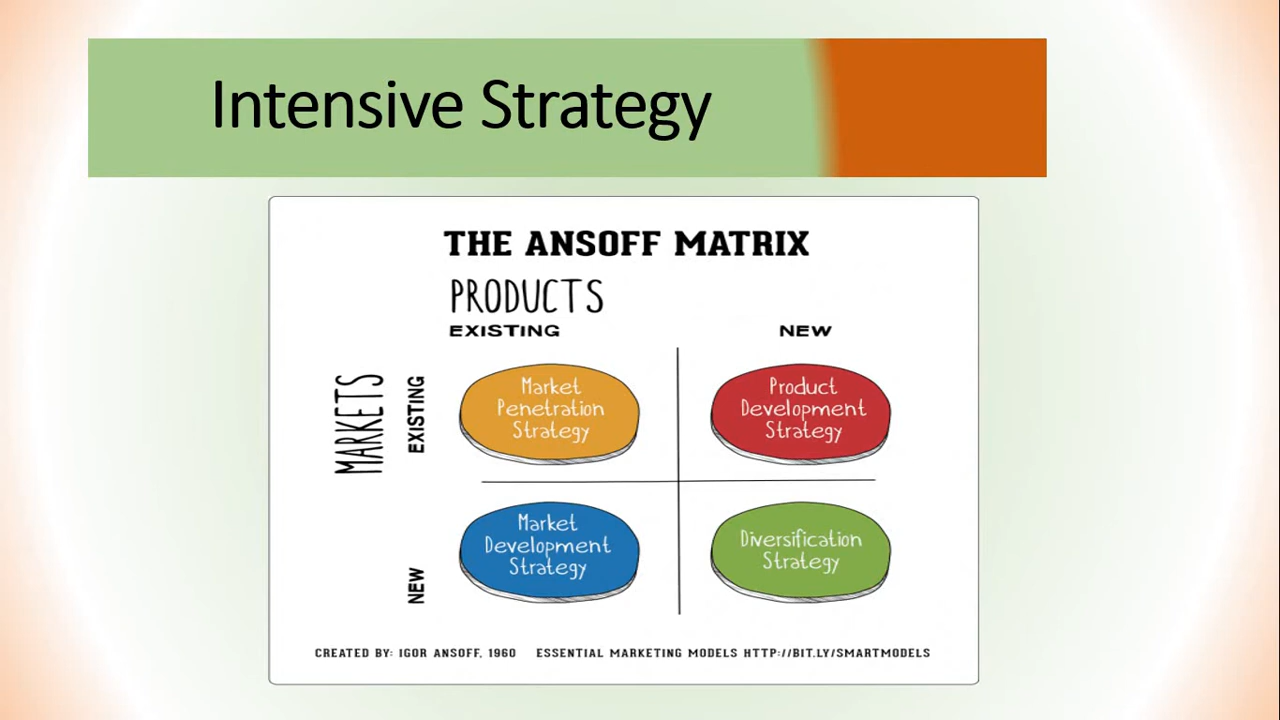 Intensive Strategy
THE ANSOFF MATRIX
PRODUCTS
EXISTING
NEW
MARKETS
EXISTING
Market
Penetration
Strategy
Product
Development
Strategy
NEW
Market
Development
Strategy
Diversification
Strategy
CREATED BY: IGOR ANSOFF, 1960
ESSENTIAL MARKETING MODELS HTTP://BIT.LY/SMARTMODELS